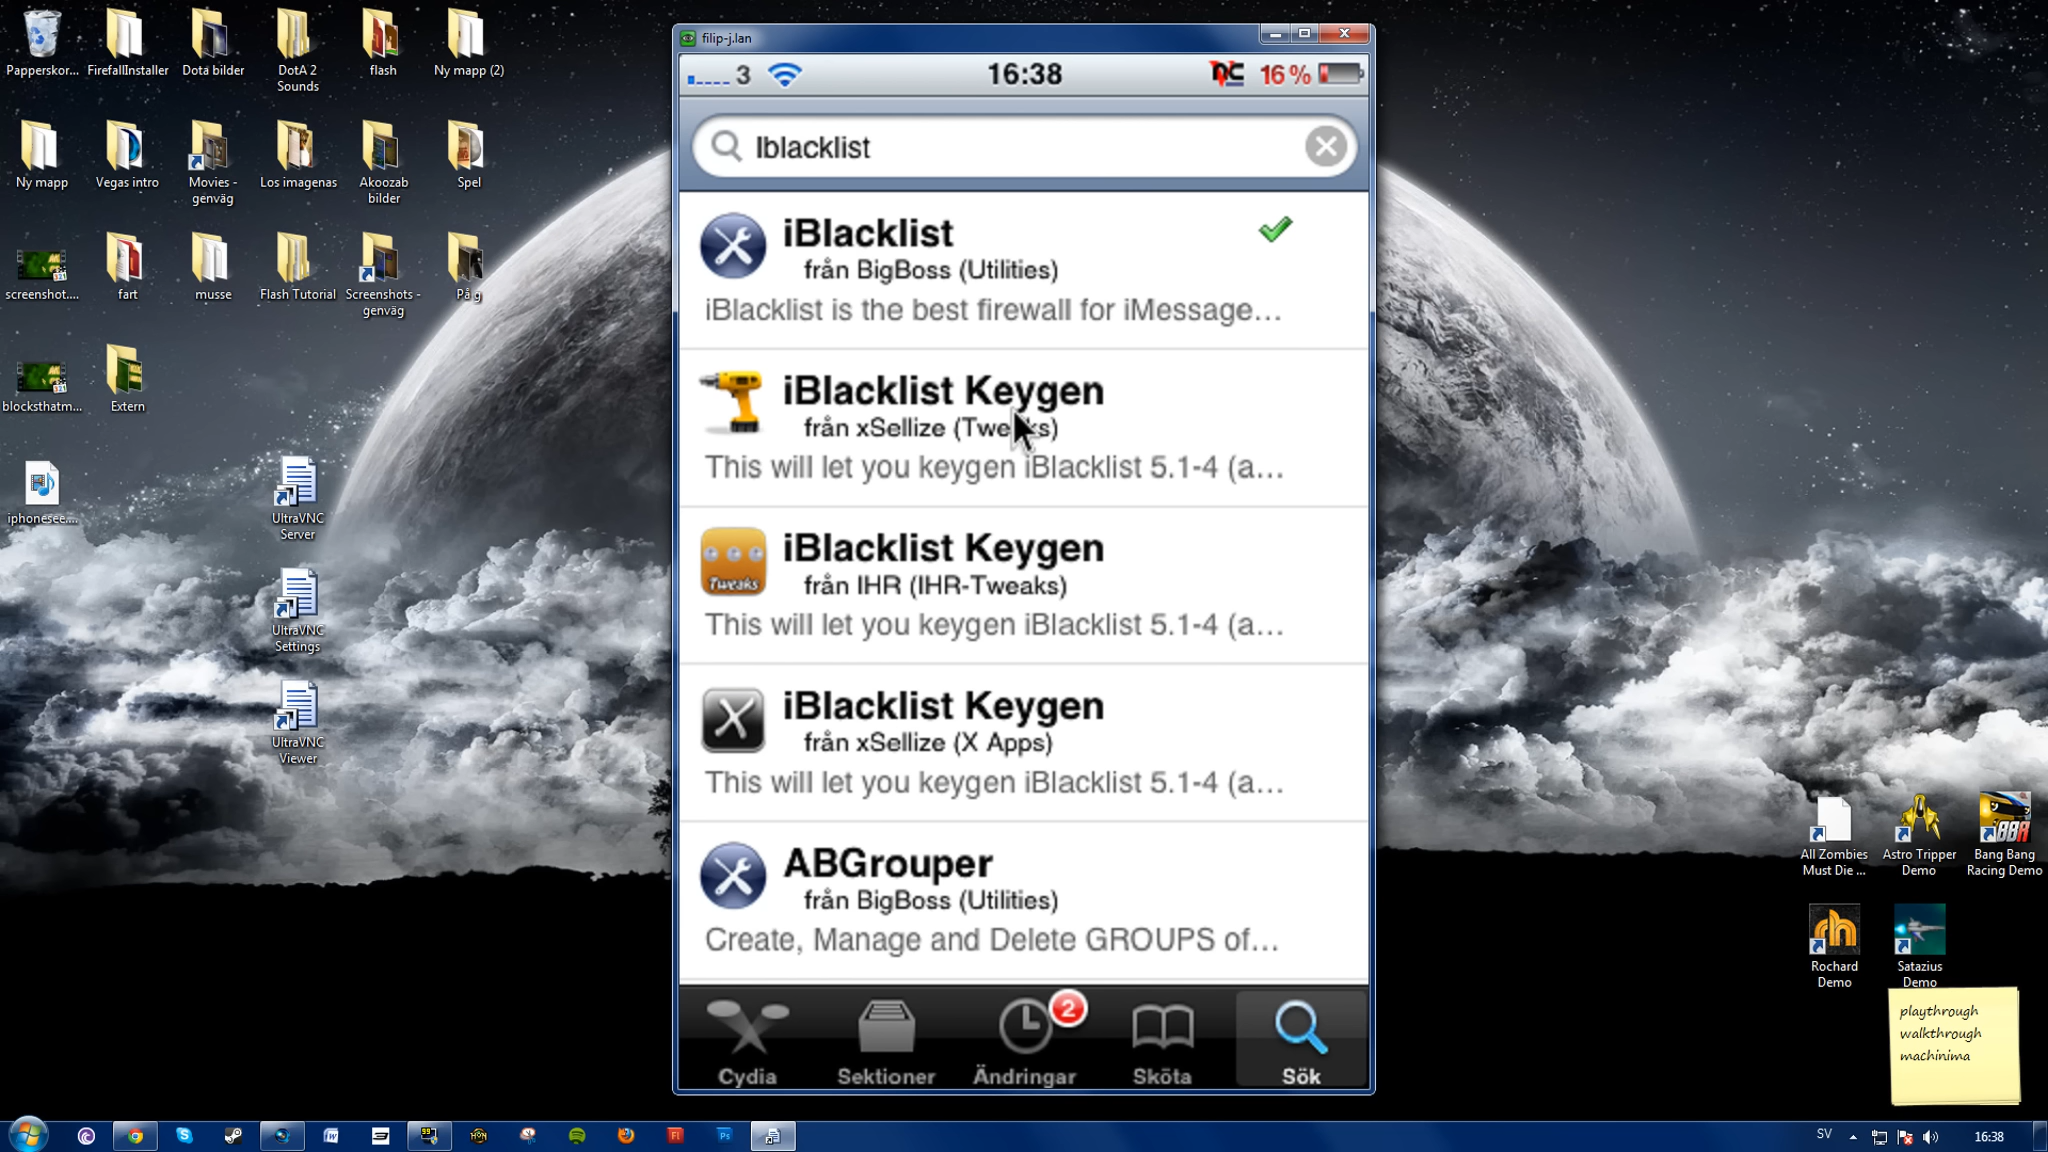 Papperskor...
FirefallInstaller
Dota bilder
DotA 2
Sounds
flash
Ny mapp (2)
Ny mapp
Vegas intro
Movies -
genväg
Los imagenas
Akoozab
bilder
Spel
screenshot....
fart
musse
Flash Tutorial
Screenshots -
genväg
På g
blocksthatm...
Extern
iphonesee....
UltraVNC
Server
UltraVNC
Settings
UltraVNC
Viewer
filip-j.lan
3
16:38
16 %
Iblacklist
iBlacklist
från BigBoss (Utilities)
iBlacklist is the best firewall for iMessage...
iBlacklist Keygen
från xSellize (Tweaks)
This will let you keygen iBlacklist 5.1-4 (a...
Tweaks
iBlacklist Keygen
från IHR (IHR-Tweaks)
This will let you keygen iBlacklist 5.1-4 (a...
iBlacklist Keygen
från xSellize (X Apps)
This will let you keygen iBlacklist 5.1-4 (a...
ABGrouper
från BigBoss (Utilities)
Create, Manage and Delete GROUPS of...
2
Cydia
Sektioner
Ändringar
Sköta
Sök
All Zombies
Must Die ...
Astro Tripper
Demo
Bang Bang
Racing Demo
Rochard
Demo
Satazius
Demo
playthrough
walkthrough
machinima
SV
16:38